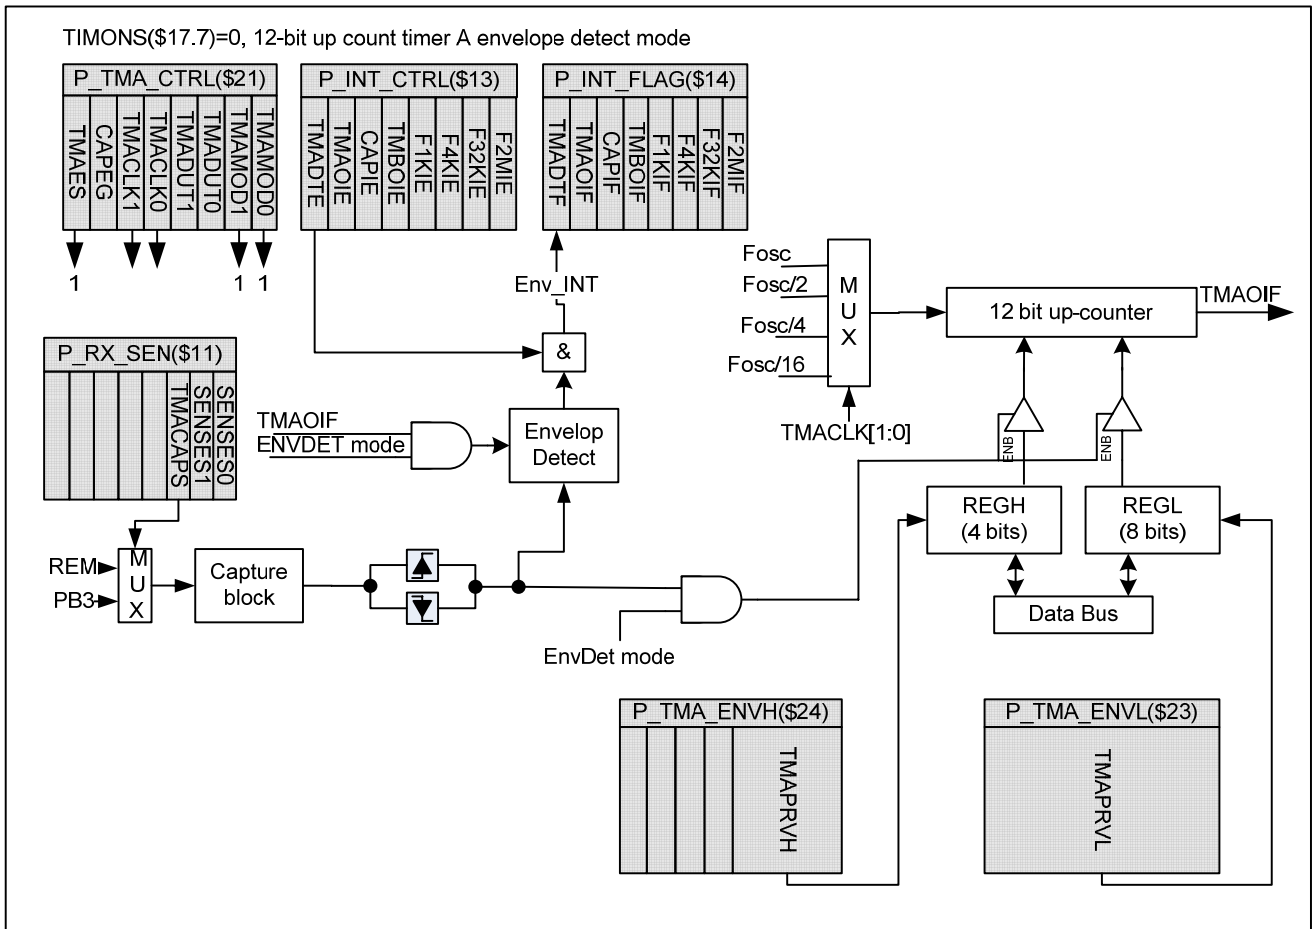 TIMONS($17.7)=0, 12-bit up count timer A envelope detect mode
P_TMA_CTRL($21)
TMAES
CAPEG
TMACLK1
TMACLK0
TMADUT1
TMADUT0
TMAMOD1
TMAMOD0
1
1
1
P_INT_CTRL($13)
TMADTE
TMAOIE
CAPIE
TMBOIE
F1KIE
F4KIE
F32KIE
F2MIE
P_INT_FLAG($14)
TMADTF
TMAOIF
CAPIF
TMBOIF
F1KIF
F4KIF
F32KIF
F2MIF
Env_INT
&
Fosc
Fosc/2
Fosc/4
Fosc/16
MUX
TMACLK[1:0]
12 bit up-counter
TMAOIF
P_RX_SEN($11)
TMACAPS
SENSES1
SENSES0
TMAOIF
ENVDET mode
Envelop
Detect
ENB
ENB
REGH
(4 bits)
REGL
(8 bits)
Data Bus
REM
PB3
MUX
Capture
block
EnvDet mode
P_TMA_ENVH($24)
TMAPRVH
P_TMA_ENVL($23)
TMAPRVL